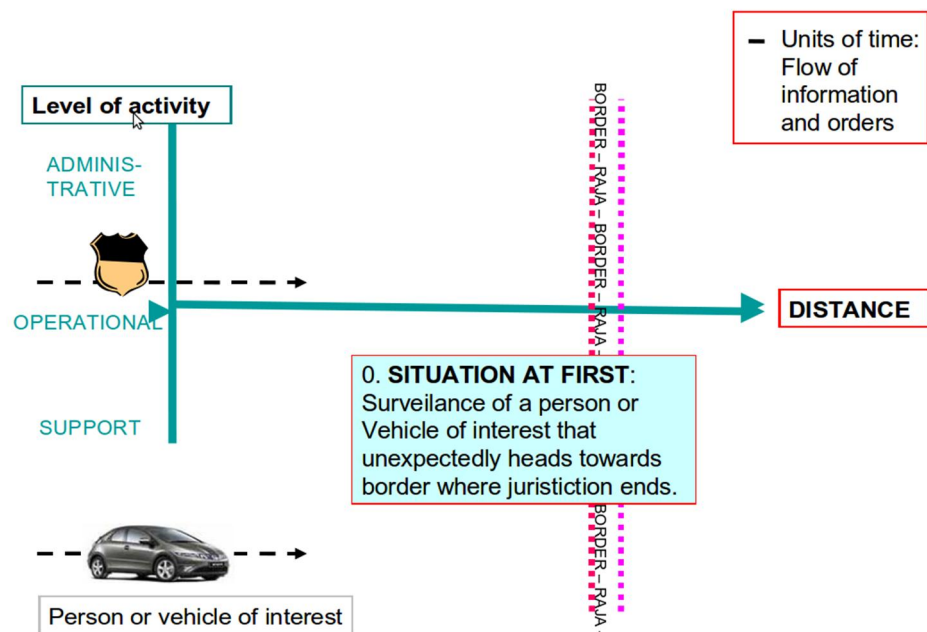 – Units of time:
Flow of
information
and orders
Level of activity
ADMINIS-
TRATIVE
OPERATIONAL
SUPPORT
DISTANCE
BORDER – RAJA – BORDER – RAJA – BORDER – RAJA –
0. SITUATION AT FIRST:
Surveilance of a person or
Vehicle of interest that
unexpectedly heads towards
border where juristiction ends.
BORDER – RAJA –
Person or vehicle of interest